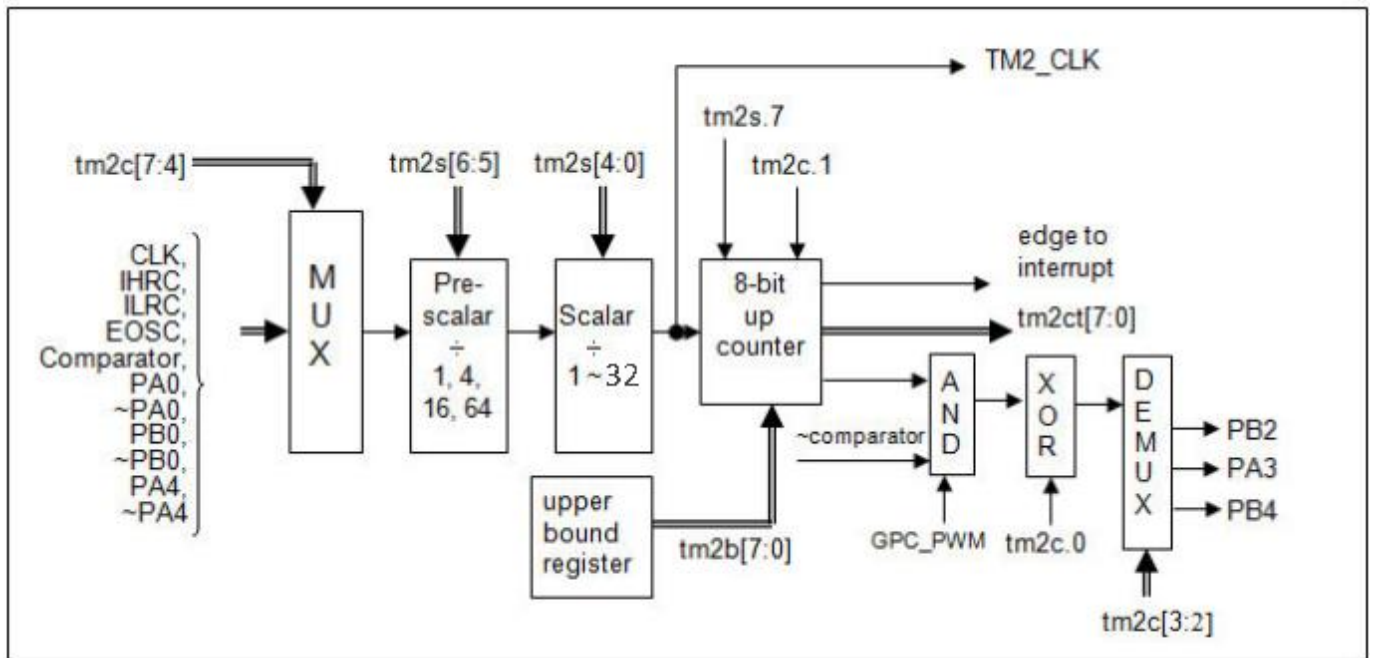 TM2_CLK
tm2s.7
tm2c[7:4]
tm2s[6:5]
tm2s[4:0]
tm2c.1
CLK,
IHRC,
ILRC,
EOSC,
Comparator,
PA0,
~PA0,
PB0,
~PB0,
PA4,
~PA4
M
U
X
Pre-
scalar
÷
1, 4,
16, 64
Scalar
÷
1 ~ 32
8-bit
up
counter
edge to
interrupt
tm2ct[7:0]
upper
bound
register
tm2b[7:0]
~comparator
A
N
D
GPC_PWM
X
O
R
tm2c.0
D
E
M
U
X
PB2
PA3
PB4
tm2c[3:2]